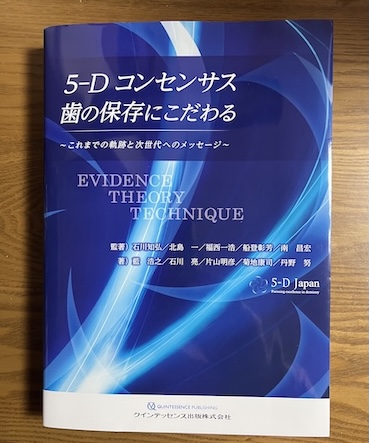 5-D コンセンサス
歯の保存にこだわる
～これまでの軌跡と次世代へのメッセージ～
EVIDENCE
THEORY
TECHNIQUE
監著）石川知弘／北島 一／福西一浩／船登彰芳／南 昌宏
著）藍 浩之／石川 亮／片山明彦／菊地康司／丹野 努
5-D Japan
Pursuing excellence in dentistry
QUINTESSENCE PUBLISHING
クインテッセンス出版株式会社